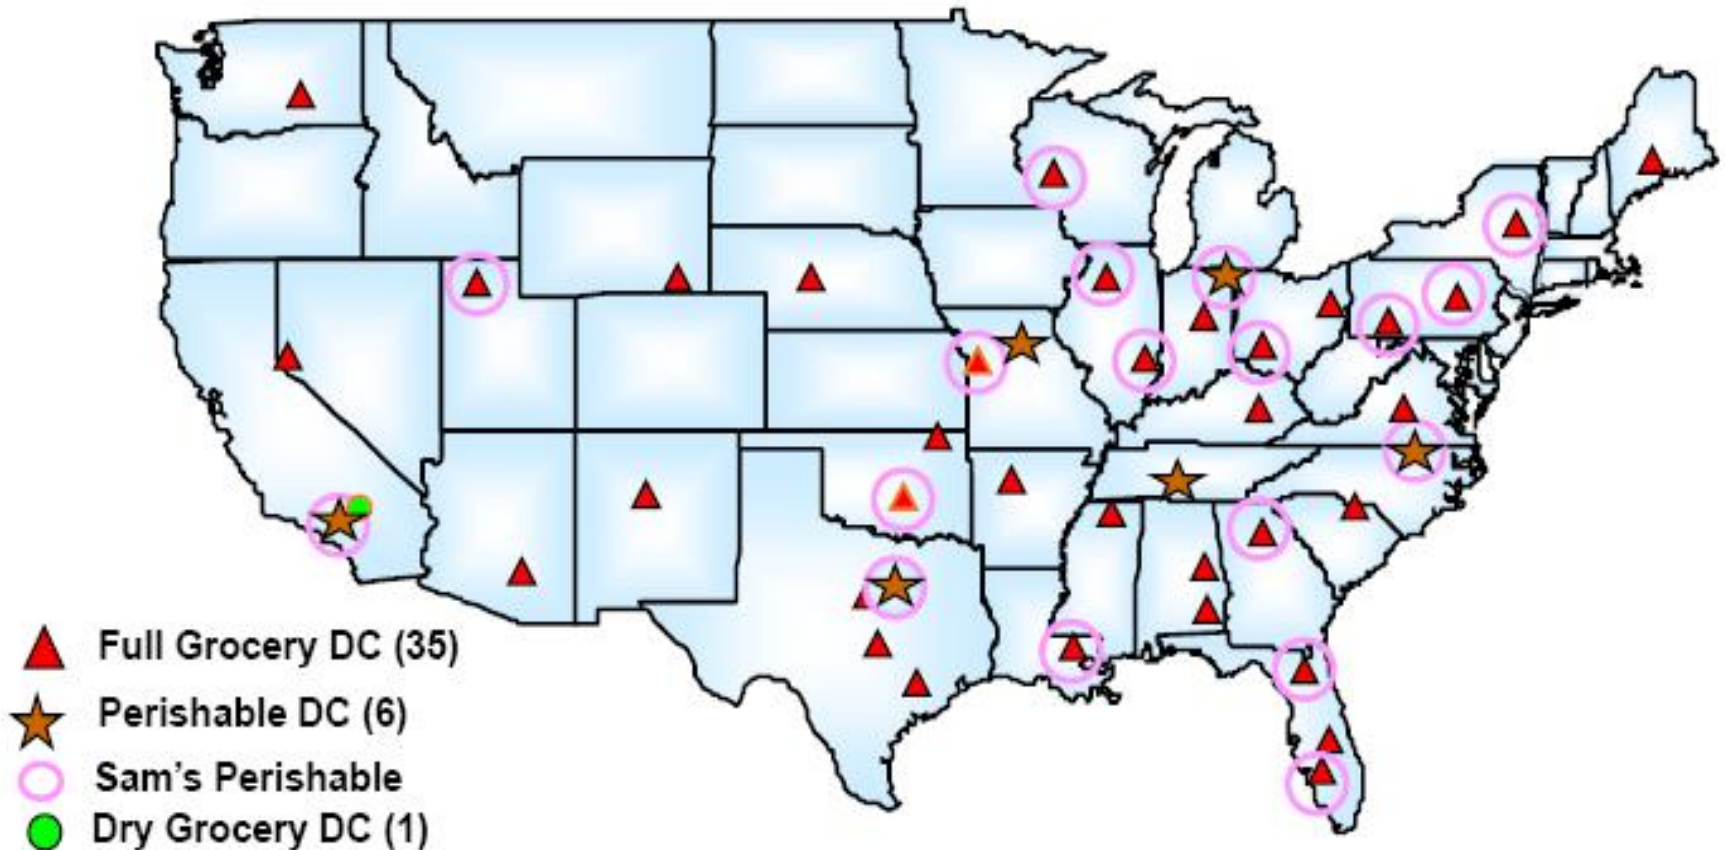 Full Grocery DC (35)
Perishable DC (6)
Sam's Perishable
Dry Grocery DC (1)